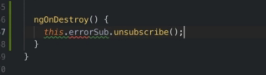 ngOnDestroy() {
this.errorSub.unsubscribe();
}
}